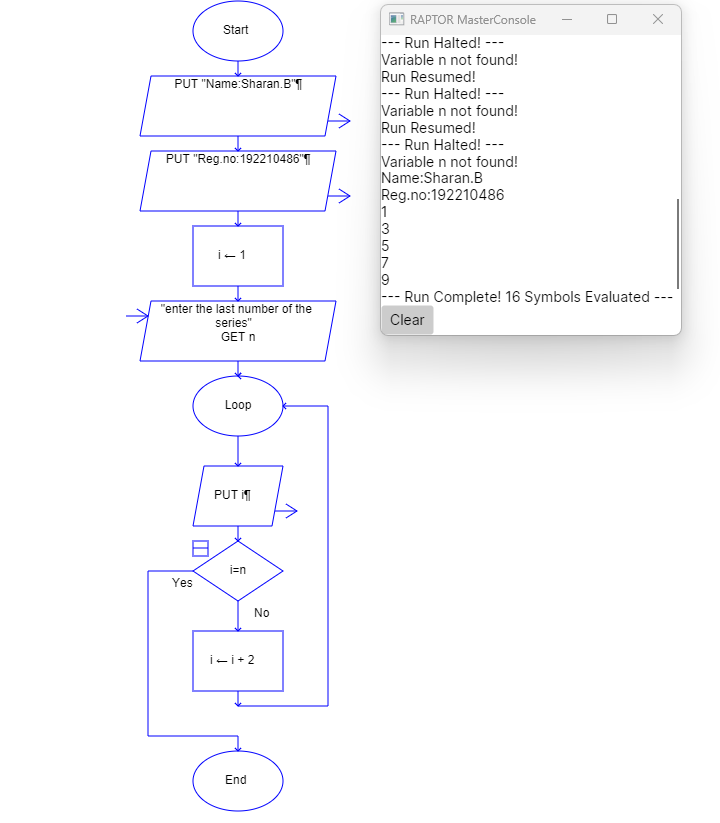 Start
PUT "Name:Sharan.B"¶
PUT "Reg.no:192210486"¶
i ← 1
"enter the last number of the
series"
GET n
Loop
PUT i¶
i=n
Yes
No
i ← i + 2
End
RAPTOR MasterConsole
--- Run Halted! ---
Variable n not found!
Run Resumed!
--- Run Halted! ---
Variable n not found!
Run Resumed!
--- Run Halted! ---
Variable n not found!
Name:Sharan.B
Reg.no:192210486
1
3
5
7
9
--- Run Complete! 16 Symbols Evaluated ---
Clear